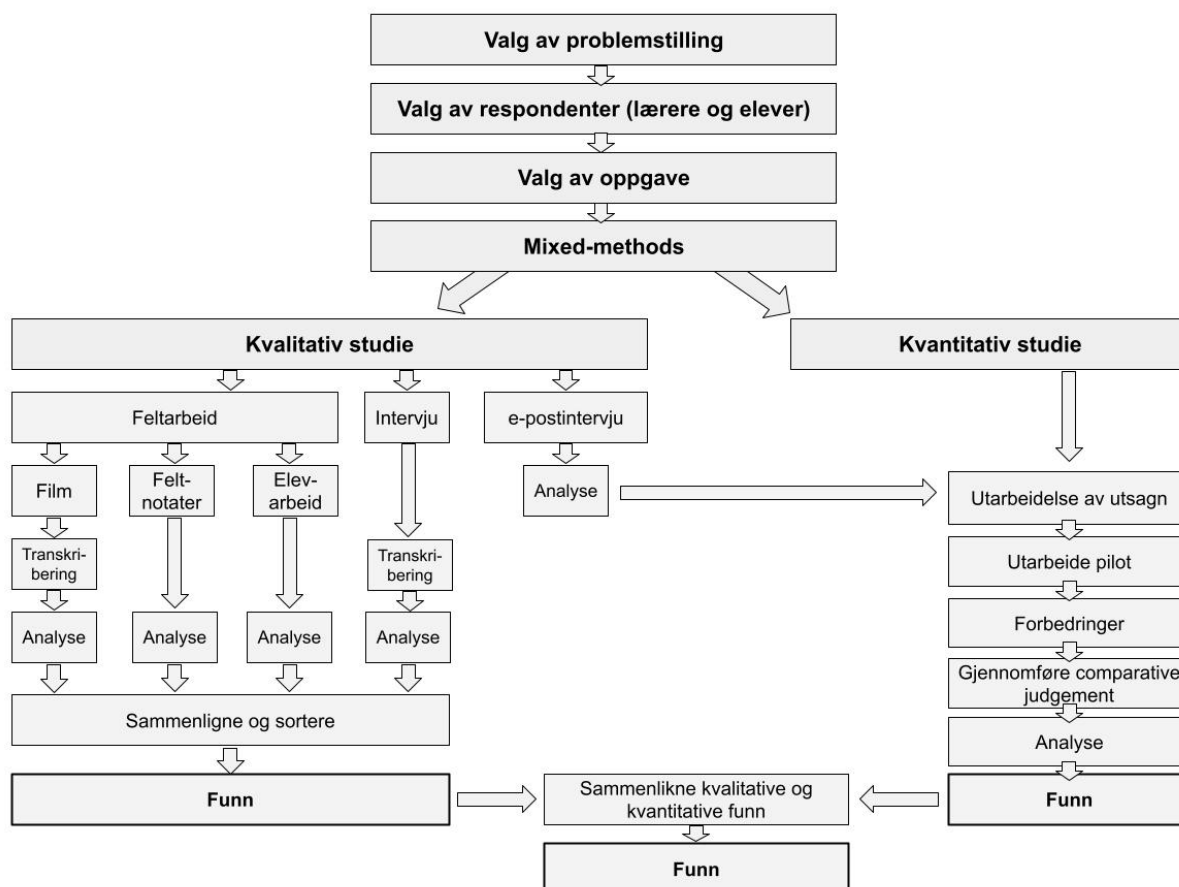 Valg av problemstilling
Valg av respondenter (lærere og elever)
Valg av oppgave
Mixed-methods
Kvalitativ studie
Kvantitativ studie
Feltarbeid
Intervju
e-postintervju
Film
Felt-
notater
Elev-
arbeid
Analyse
Utarbeidelse av utsagn
Transkri-
bering
Transkri-
bering
Utarbeide pilot
Analyse
Analyse
Analyse
Analyse
Forbedringer
Gjennomføre comparative
judgement
Sammenligne og sortere
Analyse
Funn
Sammenlikne kvalitative og
kvantitative funn
Funn
Funn